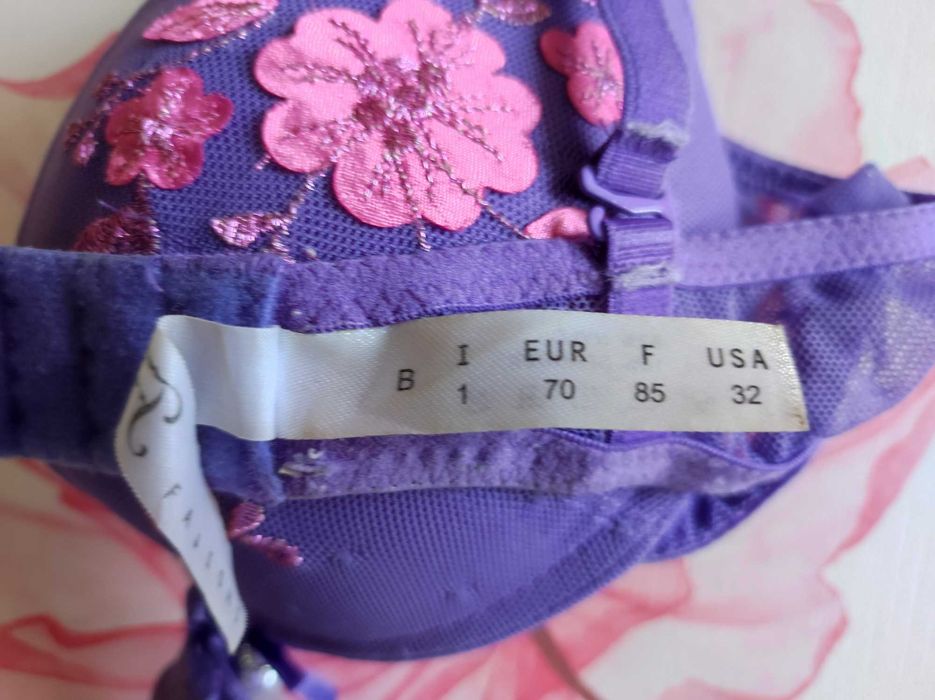 I EUR F USA
B 1 70 85 32